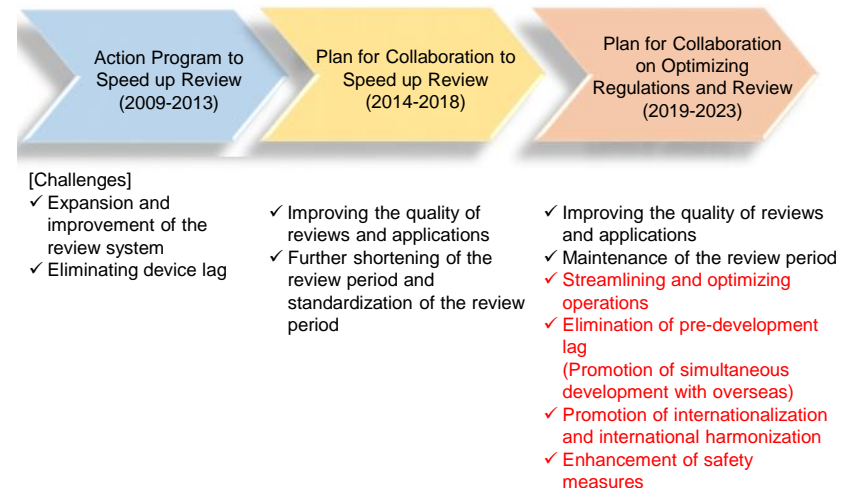 Action Program to
Speed up Review
(2009-2013)
Plan for Collaboration to
Speed up Review
(2014-2018)
Plan for Collaboration
on Optimizing
Regulations and Review
(2019-2023)
[Challenges]
✓ Expansion and
improvement of the
review system
✓ Eliminating device lag
✓ Improving the quality of
reviews and applications
✓ Further shortening of the
review period and
standardization of the review
period
✓ Improving the quality of reviews
and applications
✓ Maintenance of the review period
✓ Streamlining and optimizing
operations
✓ Elimination of pre-development
lag
(Promotion of simultaneous
development with overseas)
✓ Promotion of internationalization
and international harmonization
✓ Enhancement of safety
measures